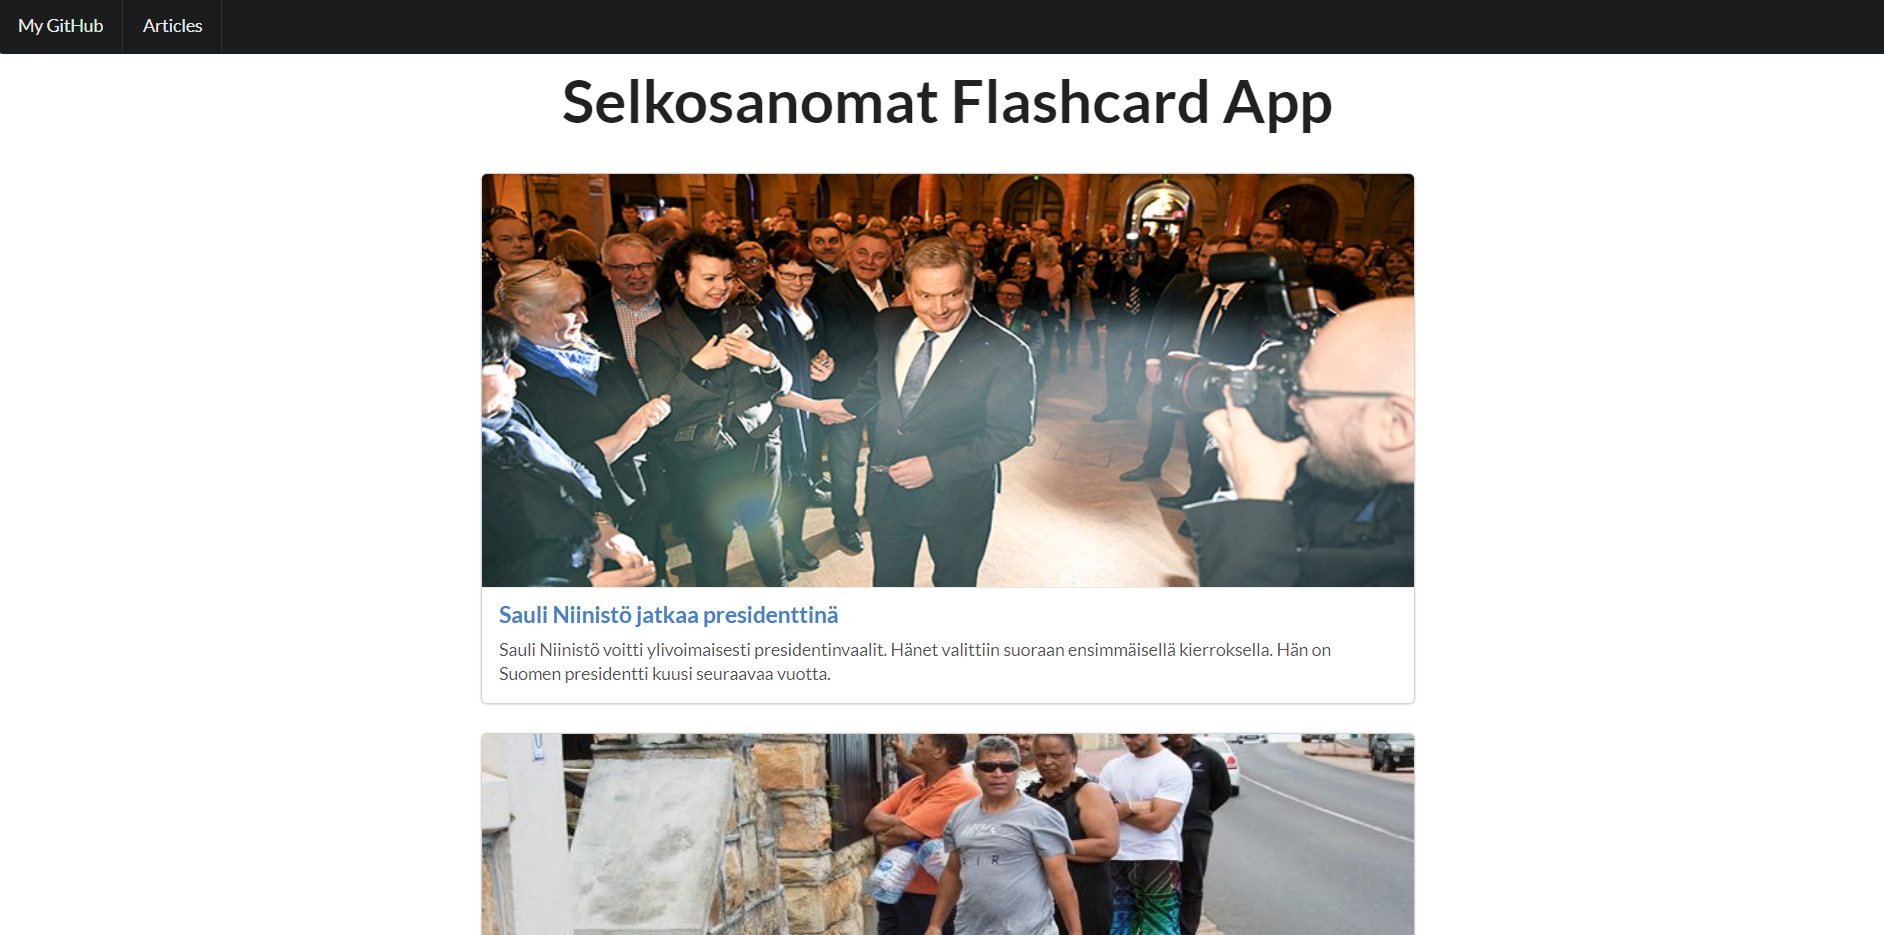 My GitHub
Articles
Selkosanomat Flashcard App
Sauli Niinistö jatkaa presidenttinä
Sauli Niinistö voitti ylivoimaisesti presidentinvaalit. Hänet valittiin suoraan ensimmäisellä kierroksella. Hän on
Suomen presidentti kuusi seuraavaa vuotta.